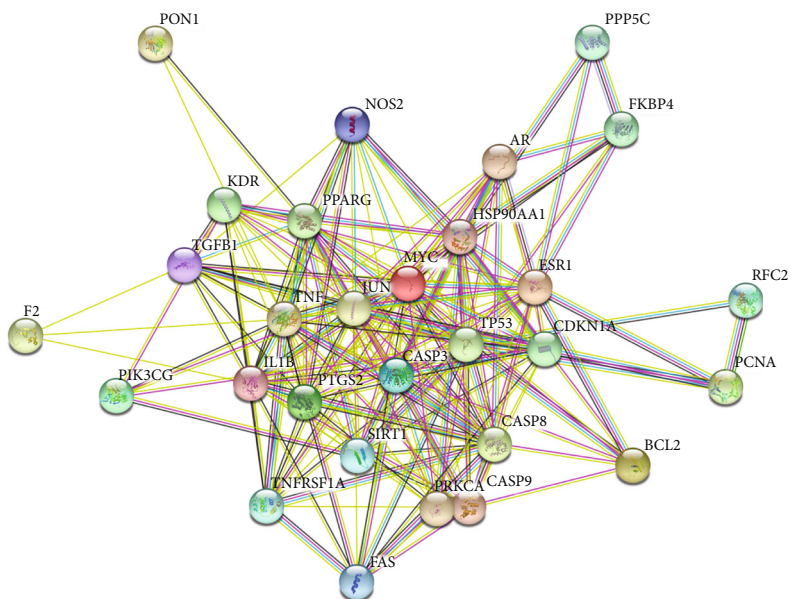 PON1
PPP5C
NOS2
FKBP4
AR
KDR
PPARG
HSP90AA1
TGFB1
MYC
ESR1
RFC2
TNF
JUN
F2
TP53
CDKN1A
PIK3CG
IL1B
PTGS2
CASP3
PCNA
SIRT1
CASP8
BCL2
TNFRSF1A
PRKCA
CASP9
FAS